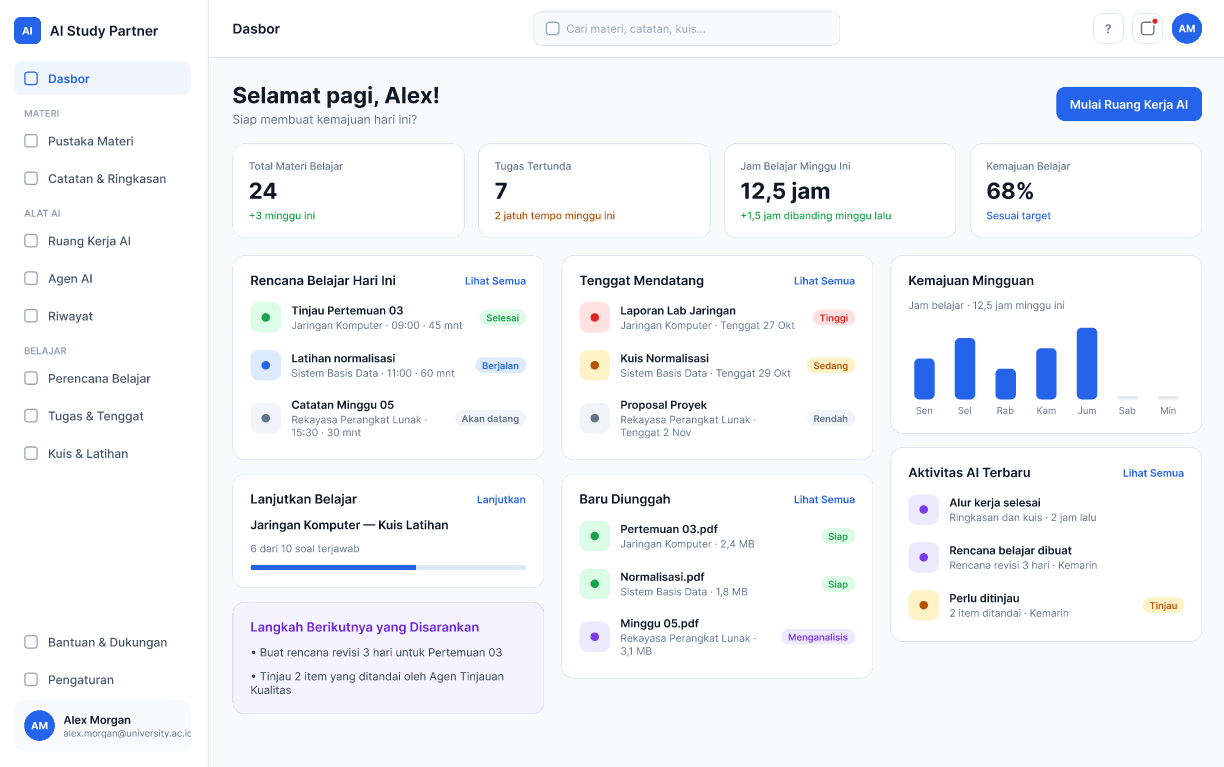 AI
AI Study Partner
Dasbor
MATERI
Pustaka Materi
Catatan & Ringkasan
ALAT AI
Ruang Kerja AI
Agen AI
Riwayat
BELAJAR
Perencana Belajar
Tugas & Tenggat
Kuis & Latihan
Bantuan & Dukungan
Pengaturan
AM
Alex Morgan
alex.morgan@university.ac.ic
Dasbor
Cari materi, catatan, kuis...
?
AM
Selamat pagi, Alex!
Siap membuat kemajuan hari ini?
Mulai Ruang Kerja AI
Total Materi Belajar
24
+3 minggu ini
Tugas Tertunda
7
2 jatuh tempo minggu ini
Jam Belajar Minggu Ini
12,5 jam
+1,5 jam dibanding minggu lalu
Kemajuan Belajar
68%
Sesuai target
Rencana Belajar Hari Ini
Lihat Semua
Tinjau Pertemuan 03
Jaringan Komputer · 09:00 · 45 mnt
Selesai
Latihan normalisasi
Sistem Basis Data · 11:00 · 60 mnt
Berjalan
Catatan Minggu 05
Rekayasa Perangkat Lunak ·
15:30 · 30 mnt
Akan datang
Lanjutkan Belajar
Lanjutkan
Jaringan Komputer — Kuis Latihan
6 dari 10 soal terjawab
Langkah Berikutnya yang Disarankan
• Buat rencana revisi 3 hari untuk Pertemuan 03
• Tinjau 2 item yang ditandai oleh Agen Tinjauan
Kualitas
Tenggat Mendatang
Lihat Semua
Laporan Lab Jaringan
Jaringan Komputer · Tenggat 27 Okt
Tinggi
Kuis Normalisasi
Sistem Basis Data · Tenggat 29 Okt
Sedang
Proposal Proyek
Rekayasa Perangkat Lunak ·
Tenggat 2 Nov
Rendah
Baru Diunggah
Lihat Semua
Pertemuan 03.pdf
Jaringan Komputer · 2,4 MB
Siap
Normalisasi.pdf
Sistem Basis Data · 1,8 MB
Siap
Minggu 05.pdf
Rekayasa Perangkat Lunak ·
3,1 MB
Menganalisis
Kemajuan Mingguan
Jam belajar · 12,5 jam minggu ini
Sen Sel Rab Kam Jum Sab Min
Aktivitas AI Terbaru
Lihat Semua
Alur kerja selesai
Ringkasan dan kuis · 2 jam lalu
Rencana belajar dibuat
Rencana revisi 3 hari · Kemarin
Perlu ditinjau
2 item ditandai · Kemarin
Tinjau